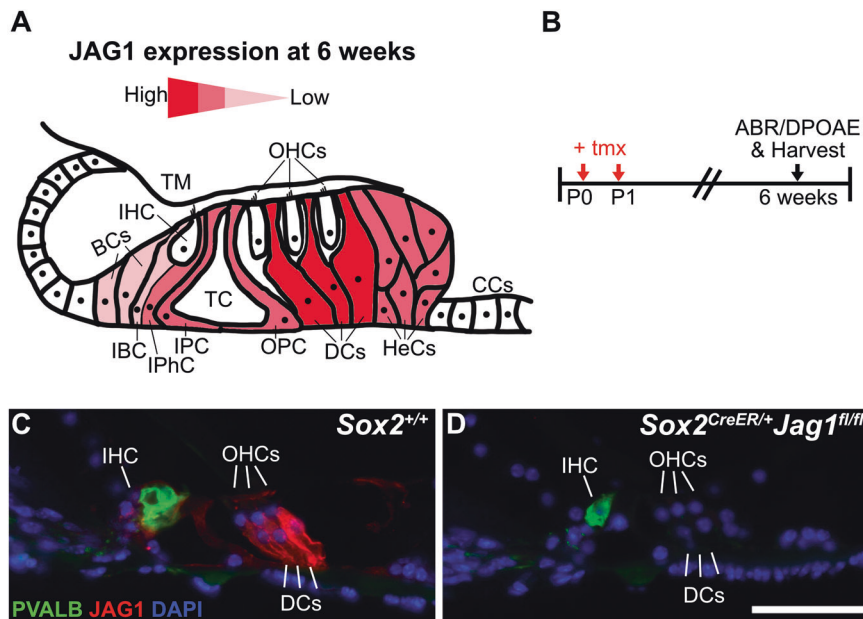 A
JAG1 expression at 6 weeks
High
Low
OHCs
TM
IHC
BCs
TC
CCs
IBC
IPhC
IPC
OPC
DCs
HeCs
B
+ tmx
ABR/DPOAE
& Harvest
P0 P1 6 weeks
C Sox2+/+
IHC
OHCs
DCs
PVALB JAG1 DAPI
D Sox2CreER/+Jag1fl/fl
IHC
OHCs
DCs